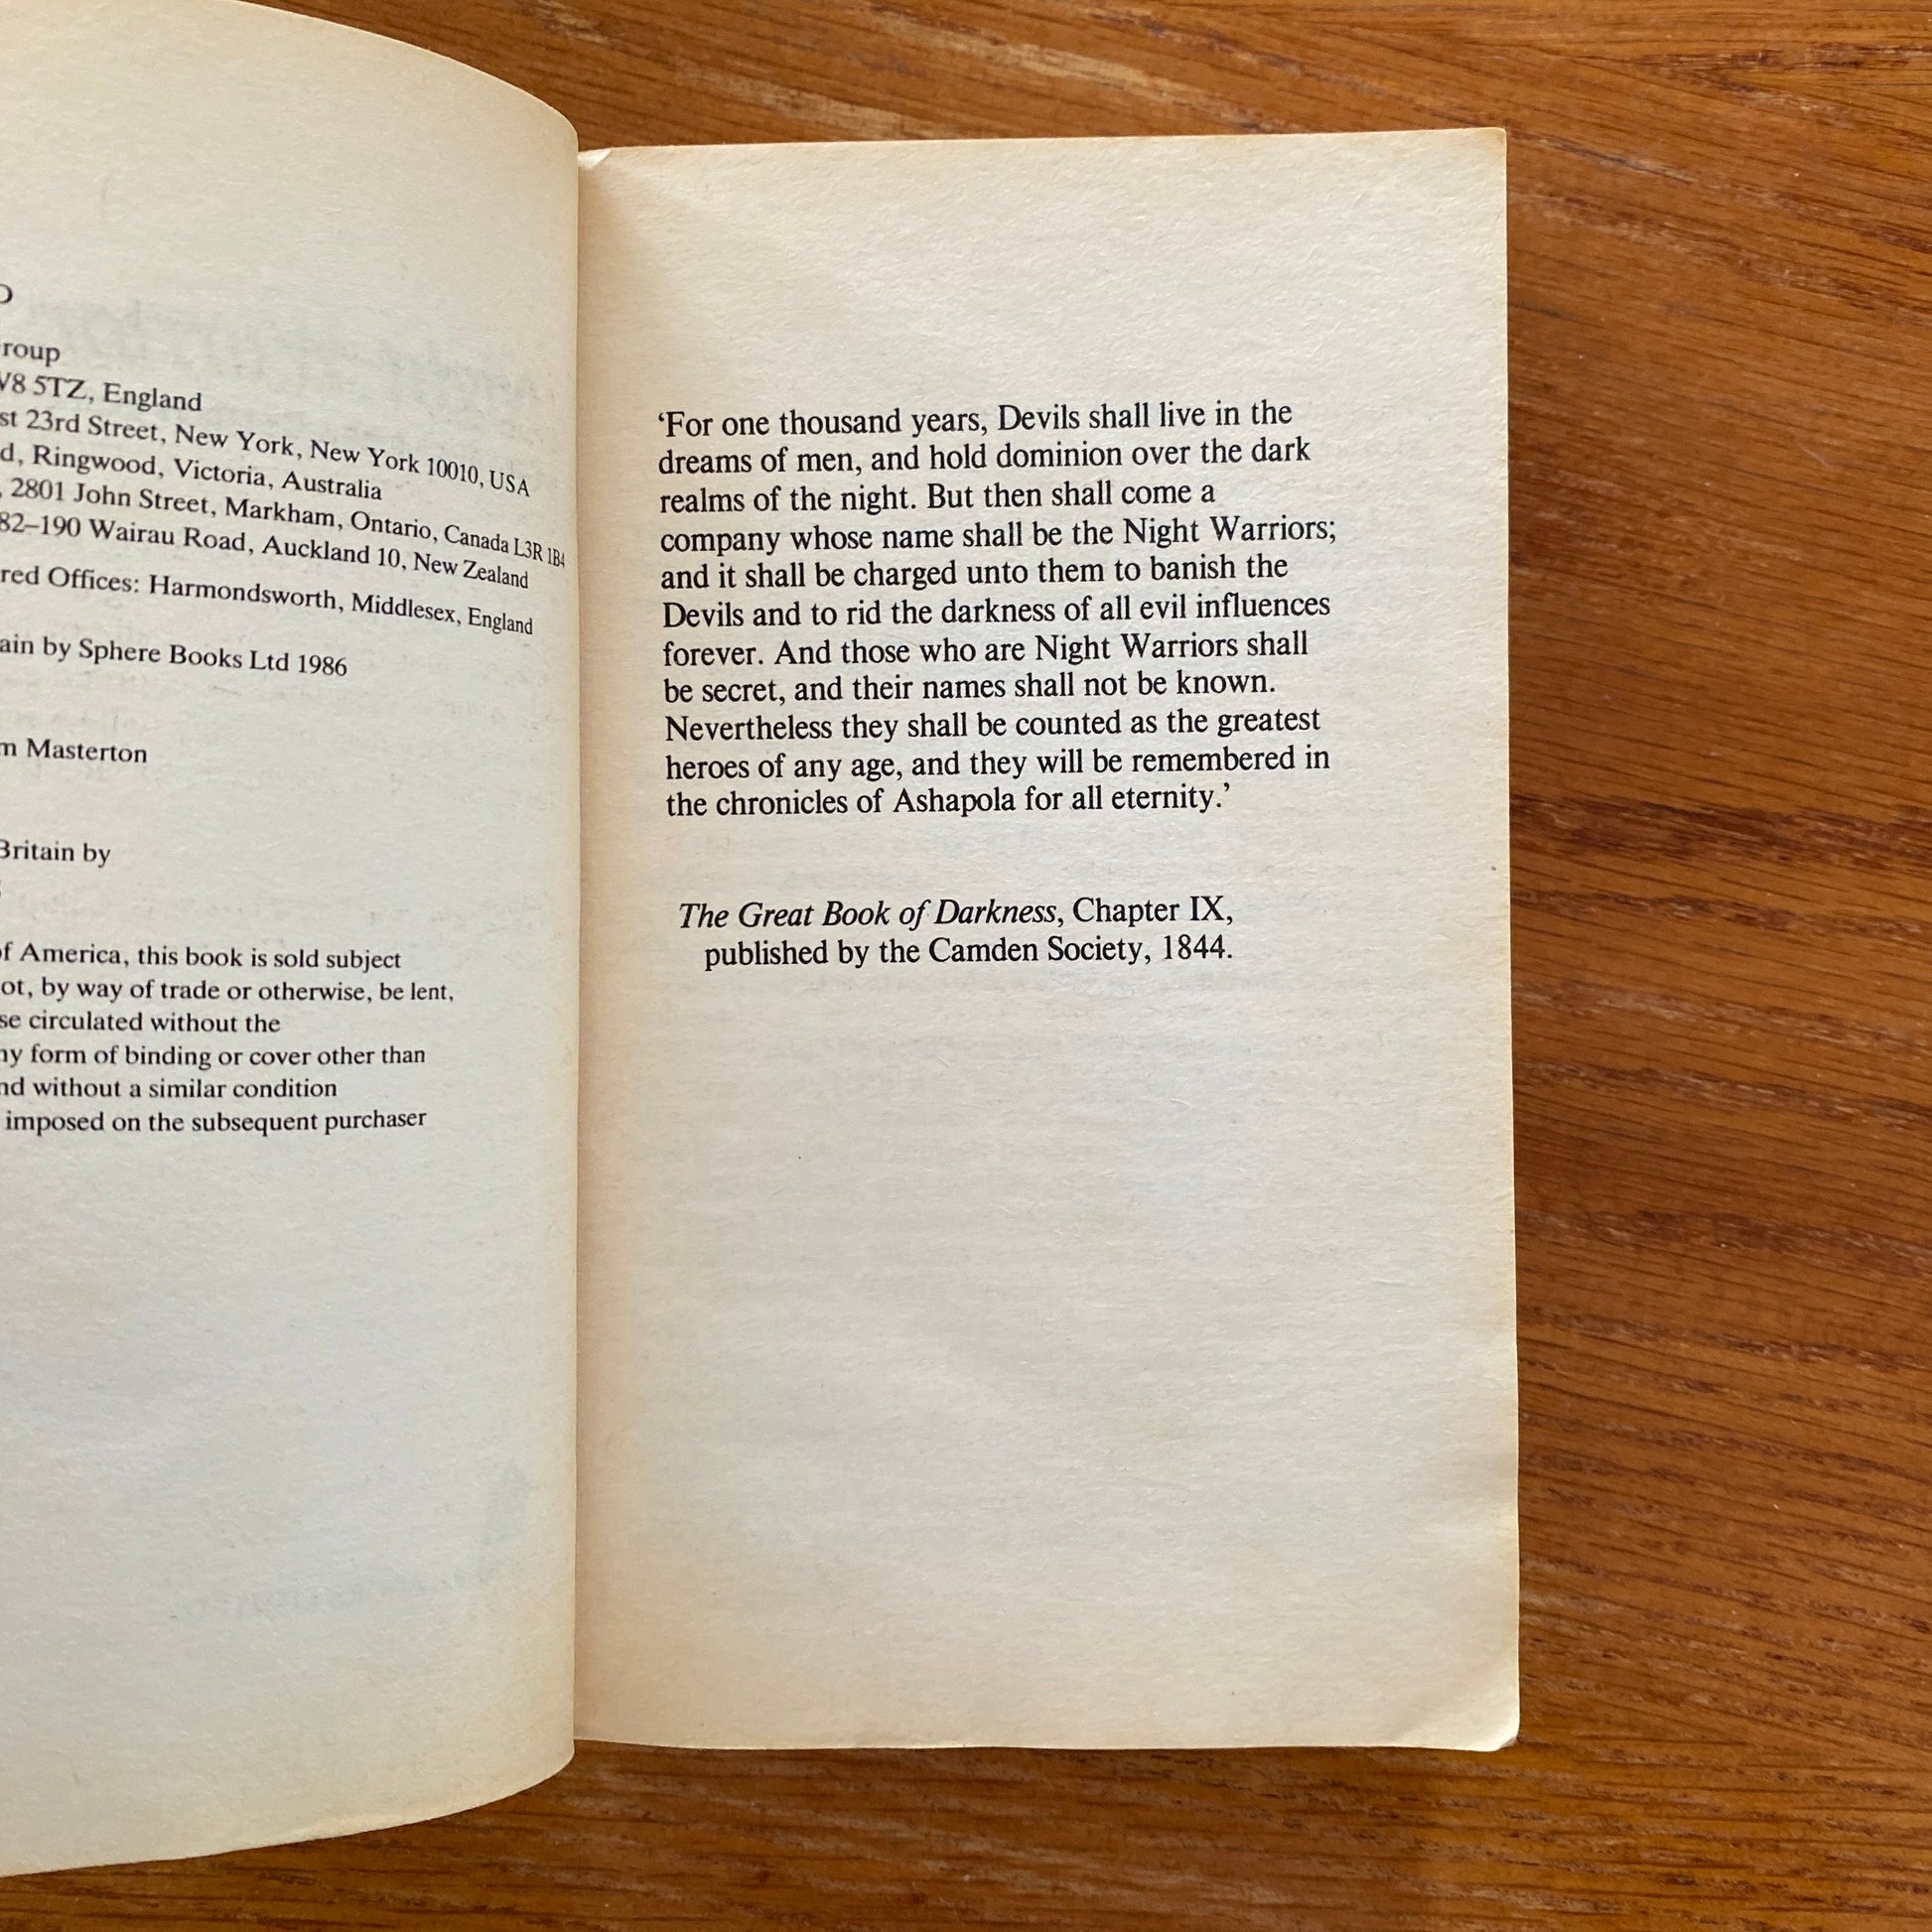 roup
5TZ, England
23rd Street, New York, New York 10010, USA
Ringwood, Victoria, Australia
2801 John Street, Markham, Ontario, Canada L3R 1B4
82–190 Wairau Road, Auckland 10, New Zealand
red Offices: Harmondsworth, Middlesex, England
ain by Sphere Books Ltd 1986
m Masterton
Britain by
of America, this book is sold subject
ot, by way of trade or otherwise, be lent,
se circulated without the
ny form of binding or cover other than
nd without a similar condition
imposed on the subsequent purchaser
‘For one thousand years, Devils shall live in the
dreams of men, and hold dominion over the dark
realms of the night. But then shall come a
company whose name shall be the Night Warriors;
and it shall be charged unto them to banish the
Devils and to rid the darkness of all evil influences
forever. And those who are Night Warriors shall
be secret, and their names shall not be known.
Nevertheless they shall be counted as the greatest
heroes of any age, and they will be remembered in
the chronicles of Ashapola for all eternity.’
The Great Book of Darkness, Chapter IX,
published by the Camden Society, 1844.